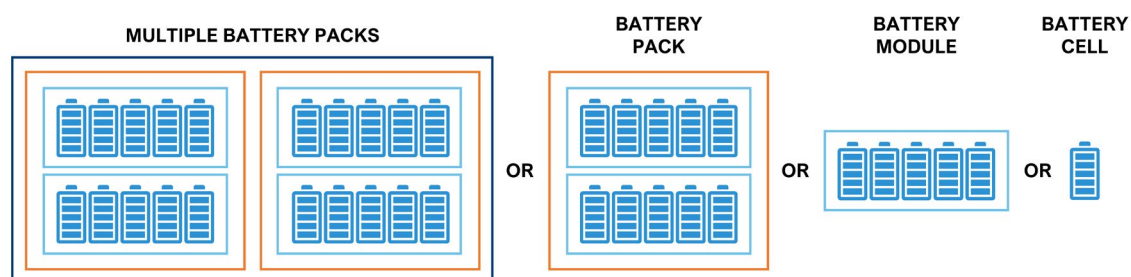 MULTIPLE BATTERY PACKS
BATTERY
PACK
BATTERY
MODULE
BATTERY
CELL
OR
OR
OR